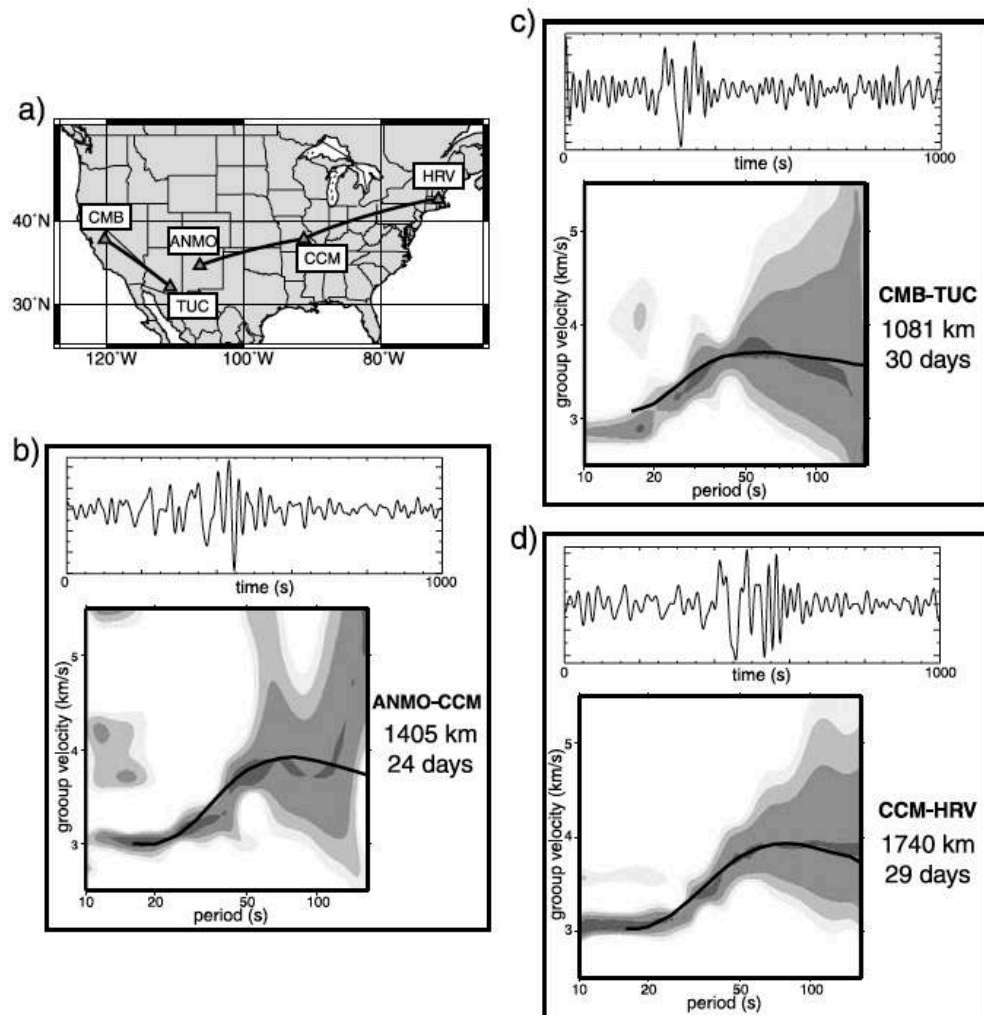 a)
HRV
CMB
40°N
ANMO
CCM
30°N
TUC
120°W
100°W
80°W
b)
0
time (s)
1000
grooup velocity (km/s)
5
4
3
10
20
50
100
period (s)
ANMO-CCM
1405 km
24 days
c)
0
time (s)
1000
grooup velocity (km/s)
5
4
3
10
20
50
100
period (s)
CMB-TUC
1081 km
30 days
d)
0
time (s)
1000
grooup velocity (km/s)
5
4
3
10
20
50
100
period (s)
CCM-HRV
1740 km
29 days